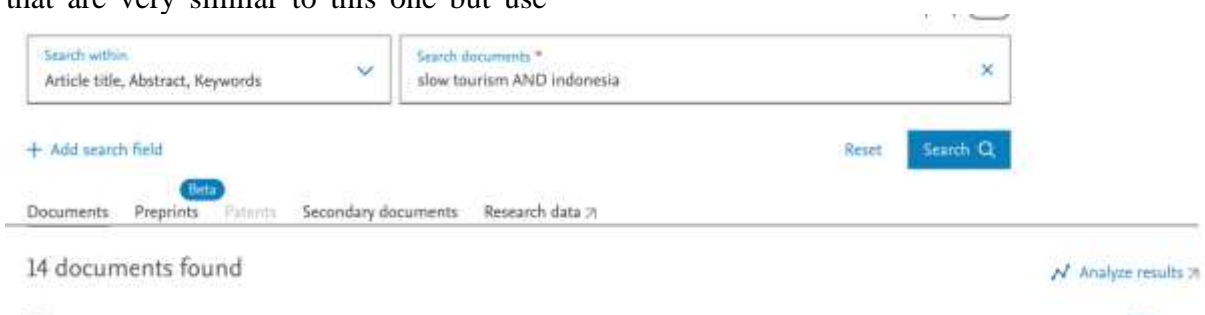 that are very similar to this one but use
Search within
Article title, Abstract, Keywords
Search documents *
slow tourism AND indonesia
+ Add search field
Reset
Search
Beta
Documents Preprints Patents Secondary documents Research data
14 documents found
Analyze results